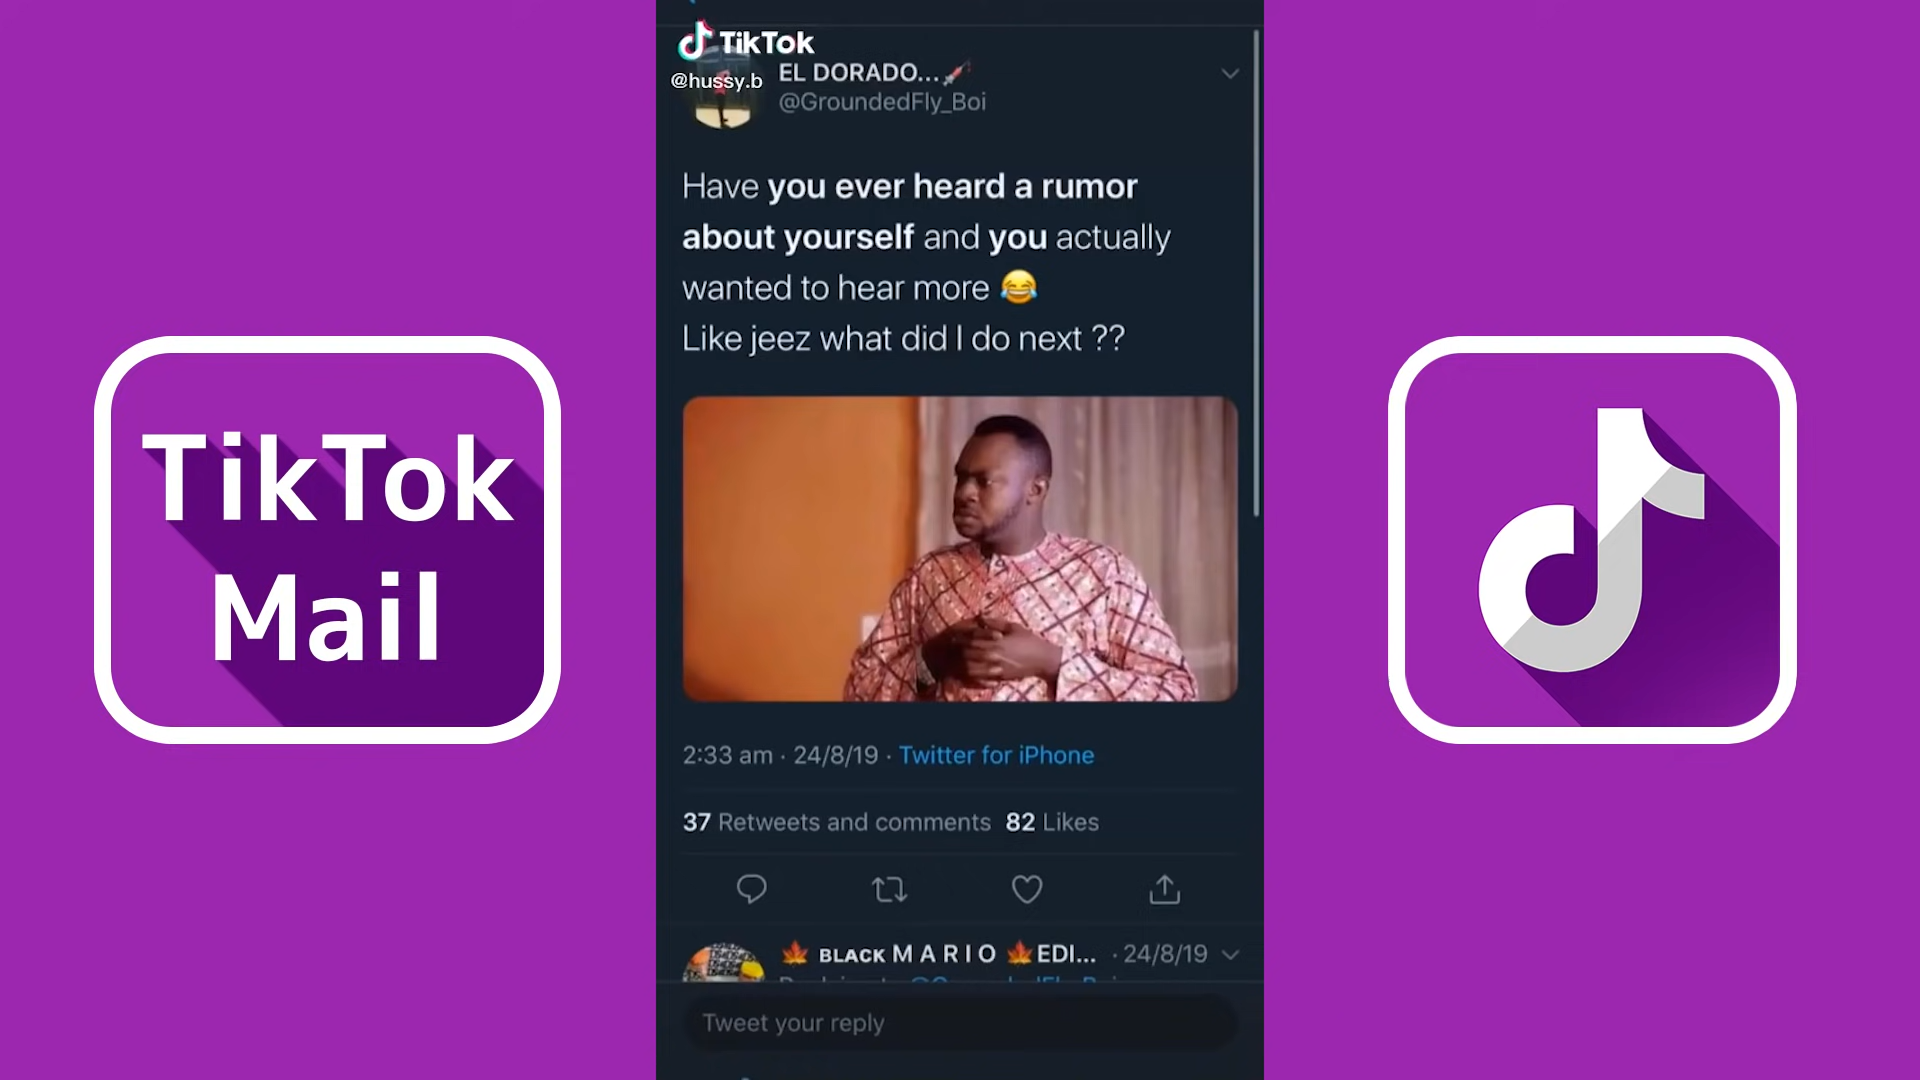 TikTok
Mail
TikTok
@hussy.b
EL DORADO...
@GroundedFly_Boi
Have you ever heard a rumor
about yourself and you actually
wanted to hear more 😂
Like jeez what did I do next ??
2:33 am · 24/8/19 · Twitter for iPhone
37 Retweets and comments 82 Likes
🍁 BLACK M A R I O 🍁EDI... · 24/8/19
Tweet your reply